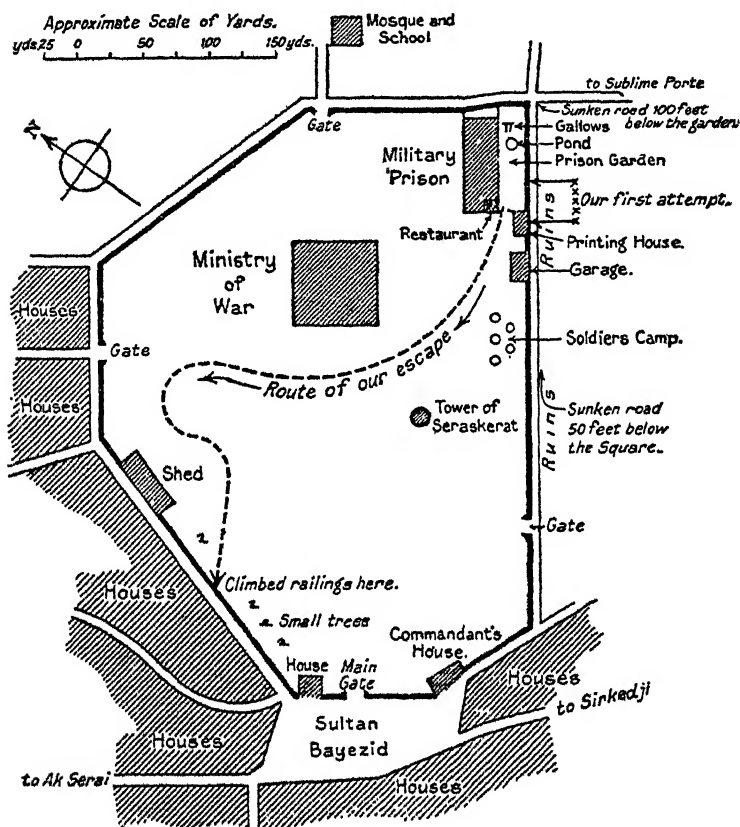 Approximate Scale of Yards.
yds.25 0 50 100 150 yds.
Mosque and
School
to Sublime Porte
N
Gate
Sunken road 100 feet
below the garden
Gallows
Pond
Prison Garden
Military
Prison
Our first attempt.
xxxxx
Ruins
Restaurant
Printing House.
Garage.
Ministry
of
War
Houses
Gate
Soldiers Camp.
Route of our escape
Houses
Tower of
Seraskerat
Ruins
Sunken road
50 feet below
the Square.
Shed
Gate
Houses
Climbed railings here.
Small trees
Commandant's
House.
House
Main
Gate
Houses
to Sirkedji
Sultan
Bayezid
Houses
to Ak Serai
Houses